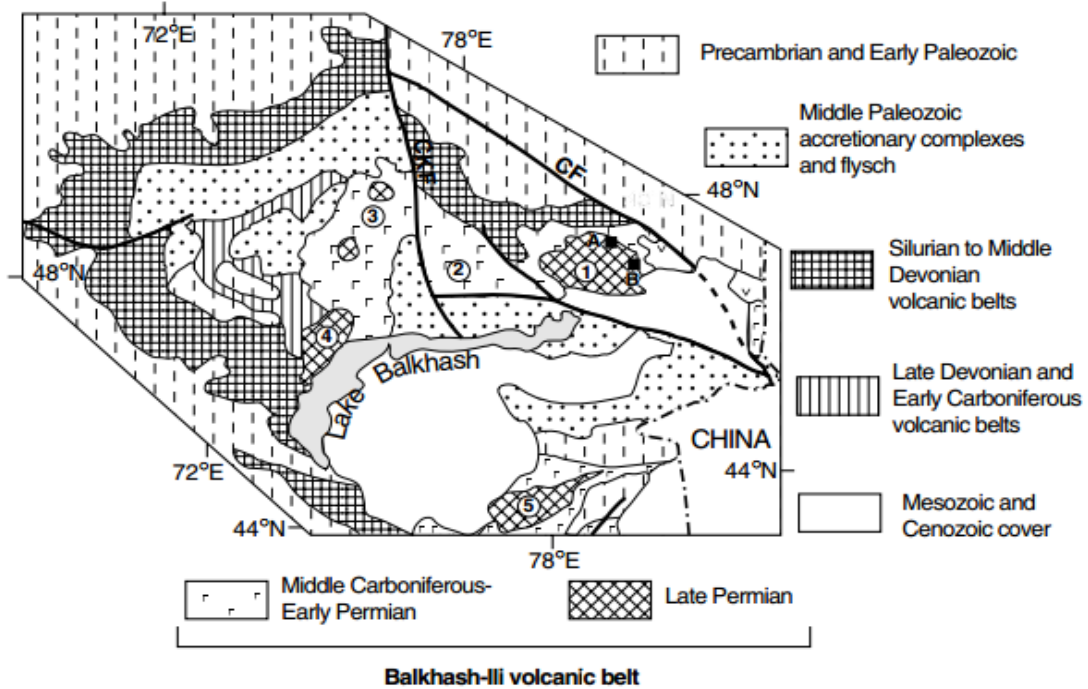 72°E
78°E
Precambrian and Early Paleozoic
Middle Paleozoic
accretionary complexes
and flysch
CKF
CF
48°N
3
A
1
B
2
48°N
Silurian to Middle
Devonian
volcanic belts
4
Lake Balkhash
Late Devonian and
Early Carboniferous
volcanic belts
CHINA
72°E
44°N
5
Mesozoic and
Cenozoic cover
44°N
78°E
Middle Carboniferous-
Early Permian
Late Permian
Balkhash-Ili volcanic belt